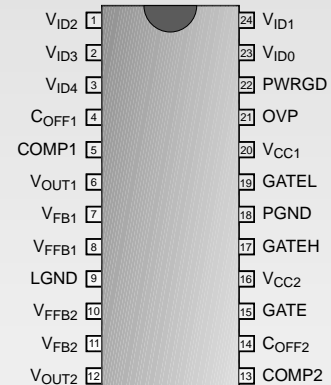 VID2 1 24 VID1
VID3 2 23 VID0
VID4 3 22 PWRGD
COFF1 4 21 OVP
COMP1 5 20 VCC1
VOUT1 6 19 GATEL
VFB1 7 18 PGND
VFFB1 8 17 GATEH
LGND 9 16 VCC2
VFFB2 10 15 GATE
VFB2 11 14 COFF2
VOUT2 12 13 COMP2